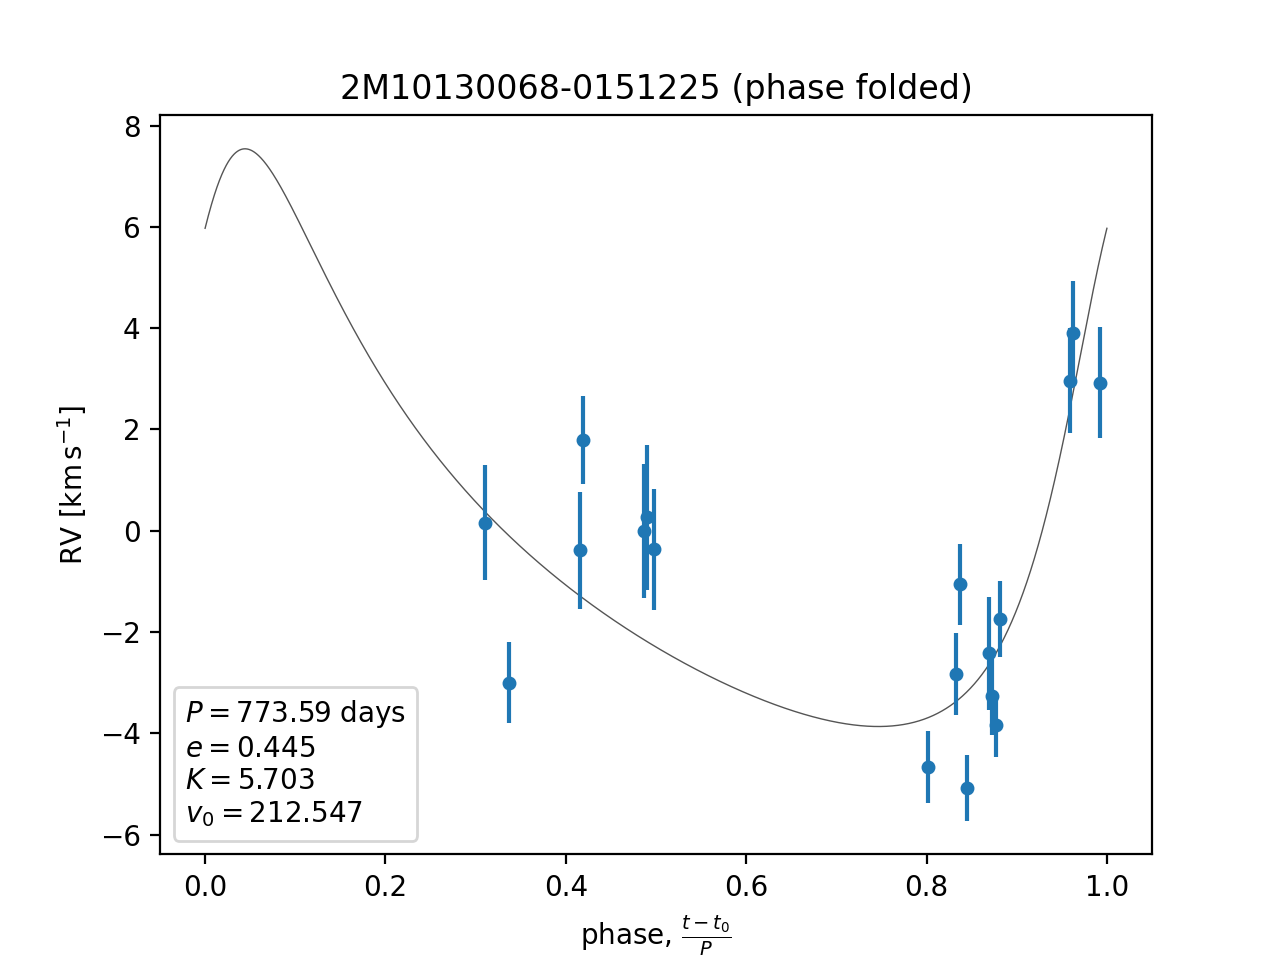 2M10130068-0151225 (phase folded)
8
6
4
2
0
−2
−4
−6
RV [km s⁻¹]
P = 773.59 days
e = 0.445
K = 5.703
v₀ = 212.547
0.0 0.2 0.4 0.6 0.8 1.0
phase, (t − t₀)/P